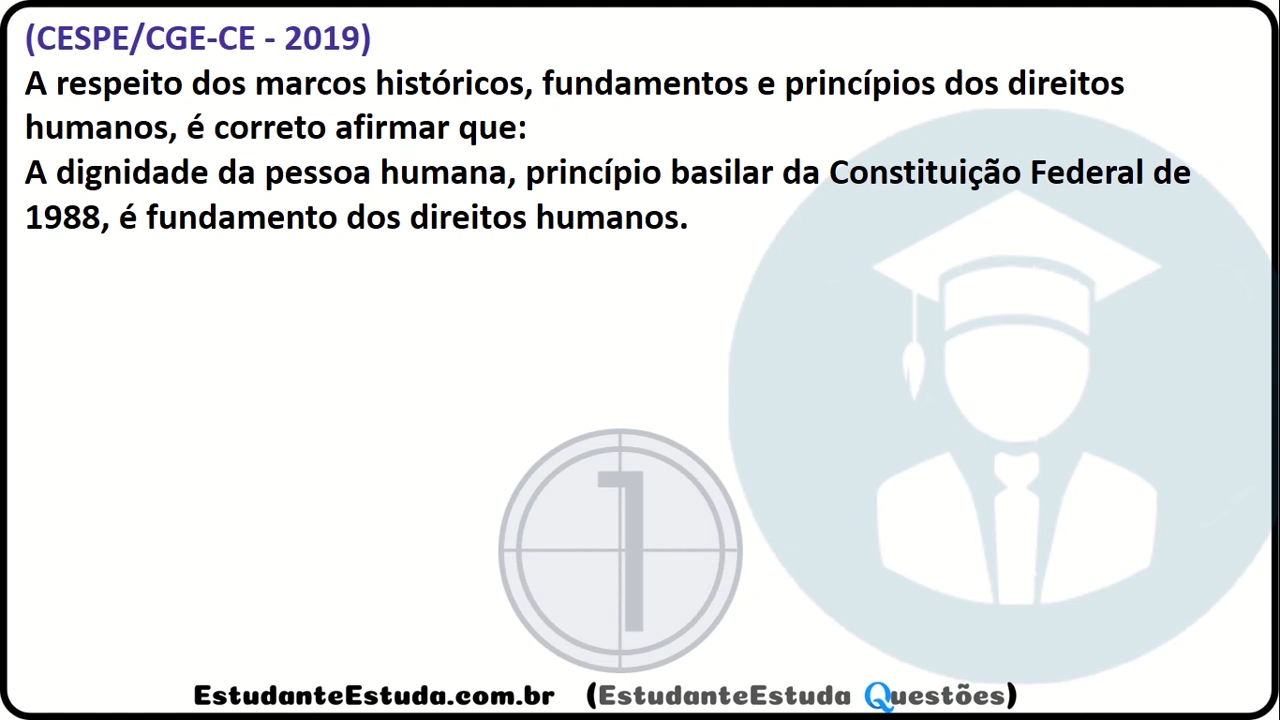 (CESPE/CGE-CE - 2019)
A respeito dos marcos históricos, fundamentos e princípios dos direitos
humanos, é correto afirmar que:
A dignidade da pessoa humana, princípio basilar da Constituição Federal de
1988, é fundamento dos direitos humanos.
1
EstudanteEstuda.com.br (EstudanteEstuda Questões)